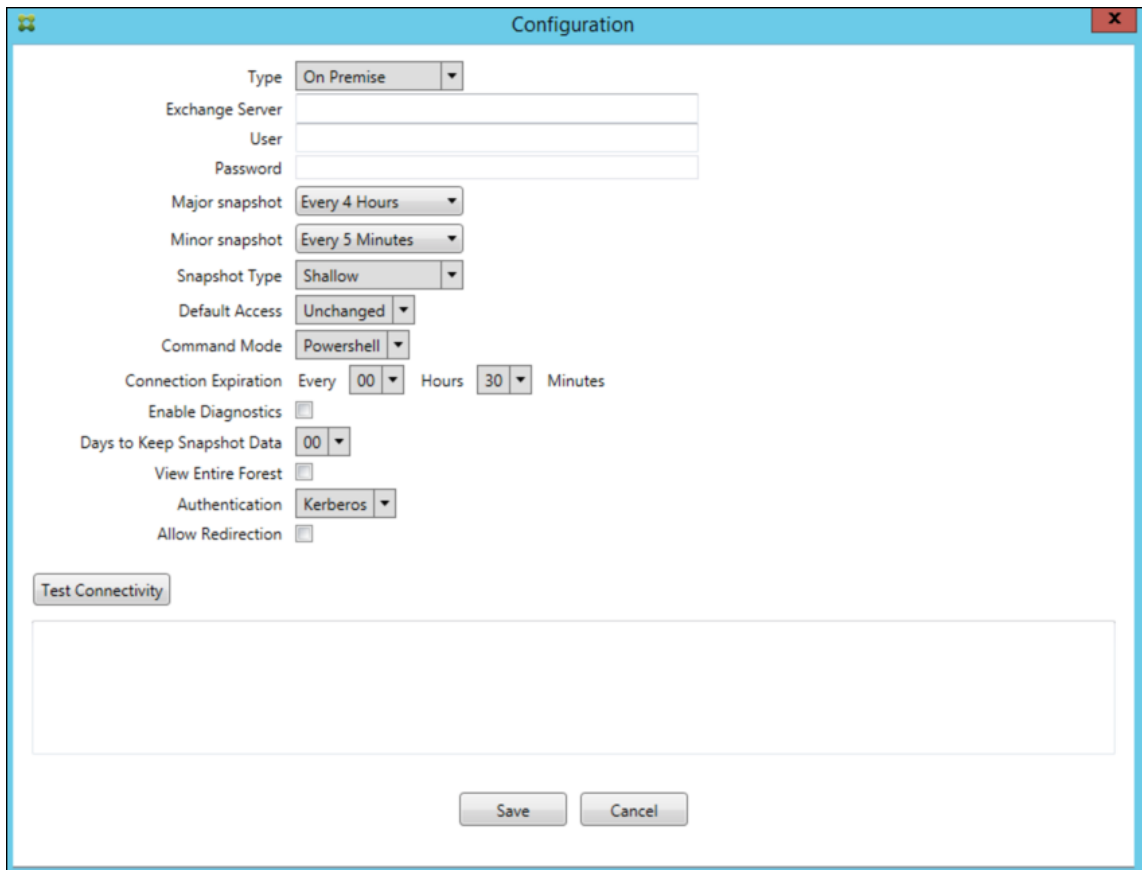 Configuration
x
Type On Premise
Exchange Server
User
Password
Major snapshot Every 4 Hours
Minor snapshot Every 5 Minutes
Snapshot Type Shallow
Default Access Unchanged
Command Mode Powershell
Connection Expiration Every 00 Hours 30 Minutes
Enable Diagnostics
Days to Keep Snapshot Data 00
View Entire Forest
Authentication Kerberos
Allow Redirection
Test Connectivity
Save Cancel